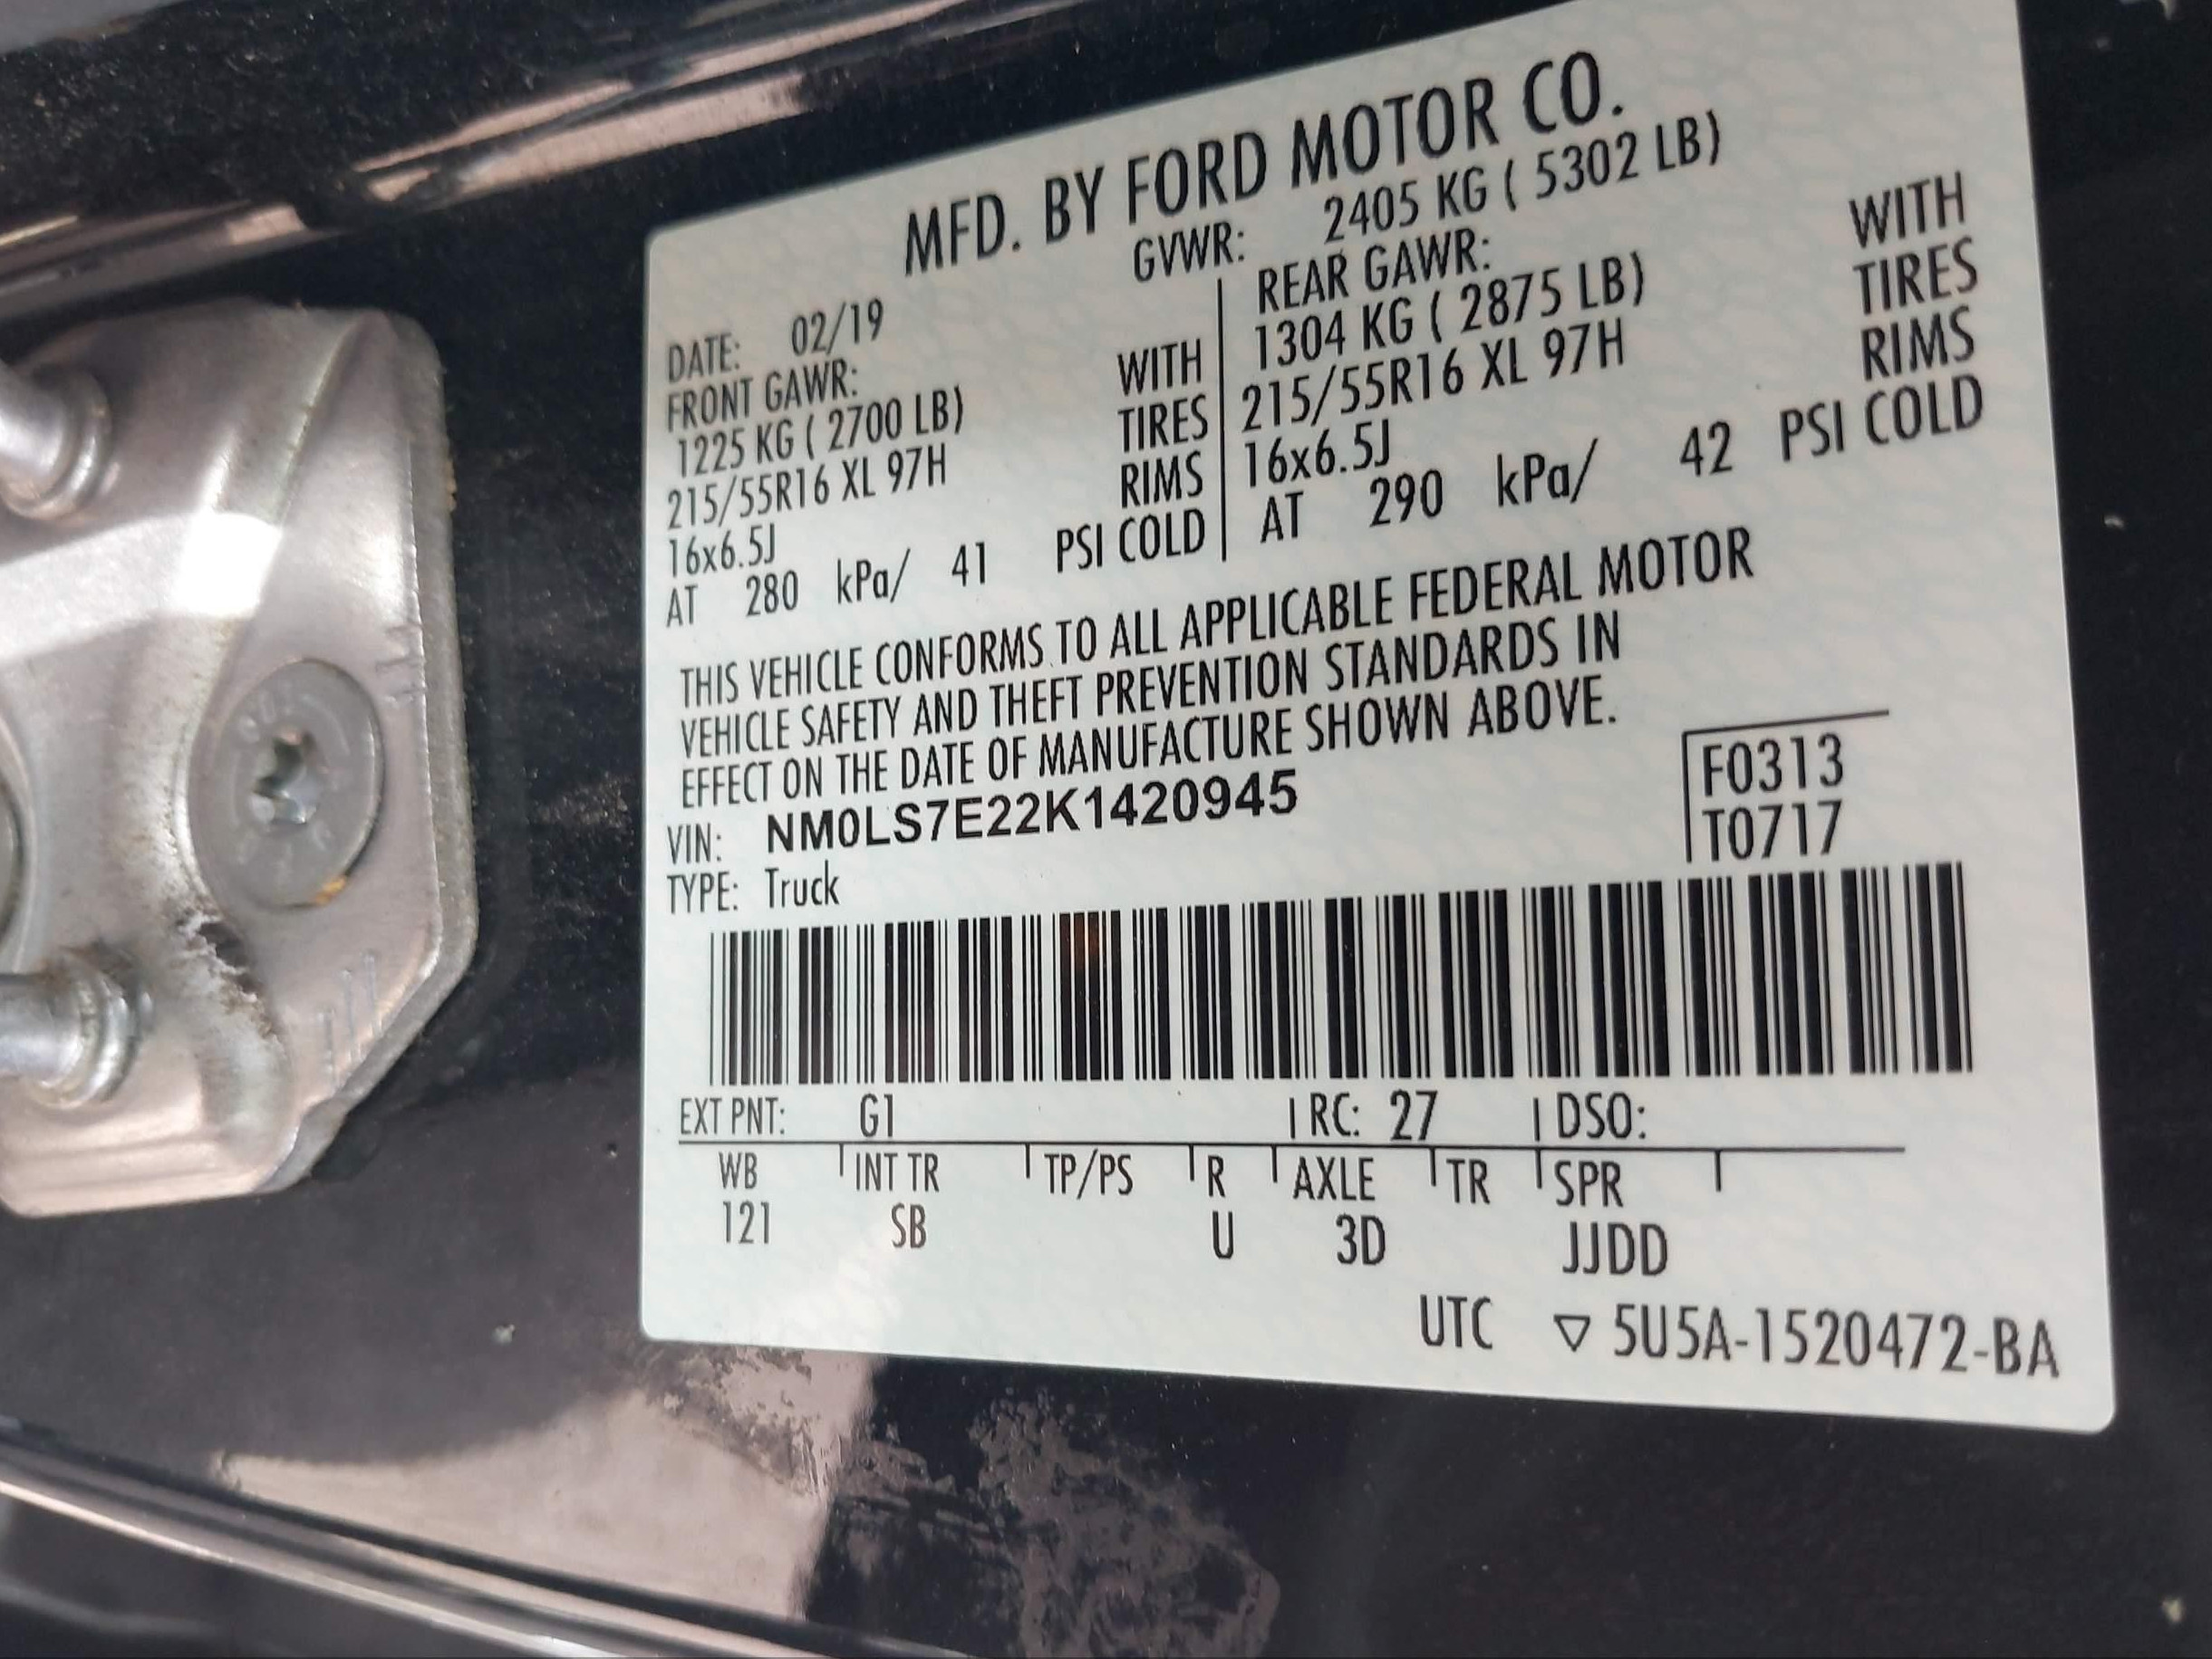 MFD. BY FORD MOTOR CO.
DATE: 02/19 GVWR: 2405 KG ( 5302 LB)
FRONT GAWR: REAR GAWR:
1225 KG ( 2700 LB) WITH 1304 KG ( 2875 LB) WITH
215/55R16 XL 97H TIRES 215/55R16 XL 97H TIRES
16x6.5J RIMS 16x6.5J RIMS
AT 280 kPa/ 41 PSI COLD AT 290 kPa/ 42 PSI COLD
THIS VEHICLE CONFORMS TO ALL APPLICABLE FEDERAL MOTOR
VEHICLE SAFETY AND THEFT PREVENTION STANDARDS IN
EFFECT ON THE DATE OF MANUFACTURE SHOWN ABOVE.
VIN: NM0LS7E22K1420945 F0313
TYPE: Truck T0717
EXT PNT: G1 RC: 27 DSO:
WB INT TR TP/PS R AXLE TR SPR
121 SB U 3D JJDD
UTC ▽ 5U5A-1520472-BA